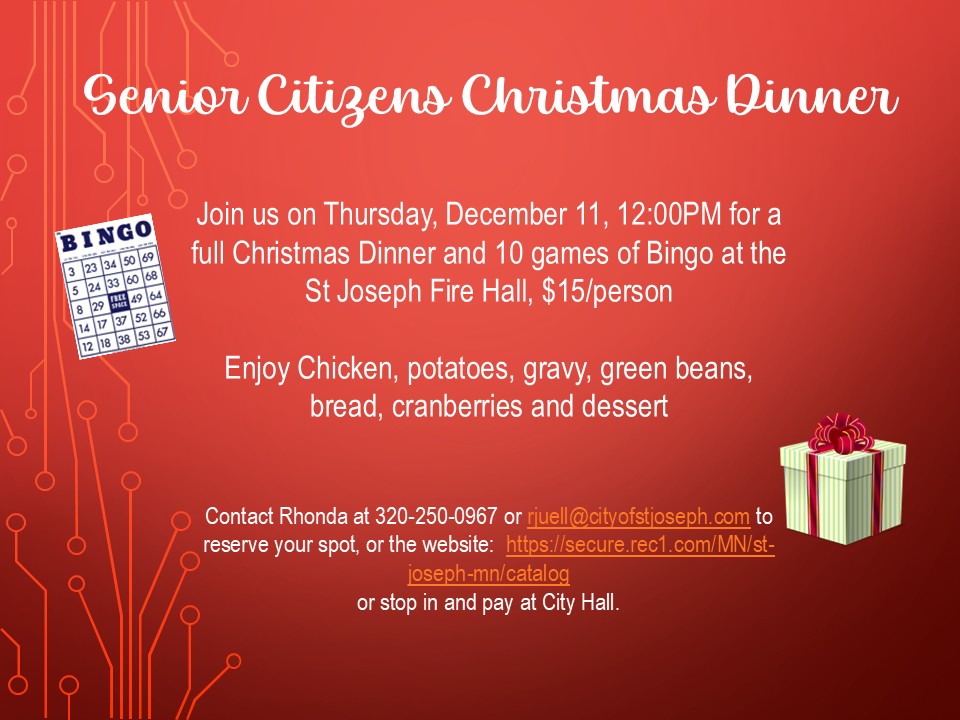 Senior Citizens Christmas Dinner
Join us on Thursday, December 11, 12:00PM for a
full Christmas Dinner and 10 games of Bingo at the
St Joseph Fire Hall, $15/person
Enjoy Chicken, potatoes, gravy, green beans,
bread, cranberries and dessert
BINGO
3 23 34 50 69
5 24 33 60 68
8 29 FREE SPACE 49 64
14 17 37 52 66
12 18 38 53 67
Contact Rhonda at 320-250-0967 or rjuell@cityofstjoseph.com to
reserve your spot, or the website: https://secure.rec1.com/MN/st-
joseph-mn/catalog
or stop in and pay at City Hall.